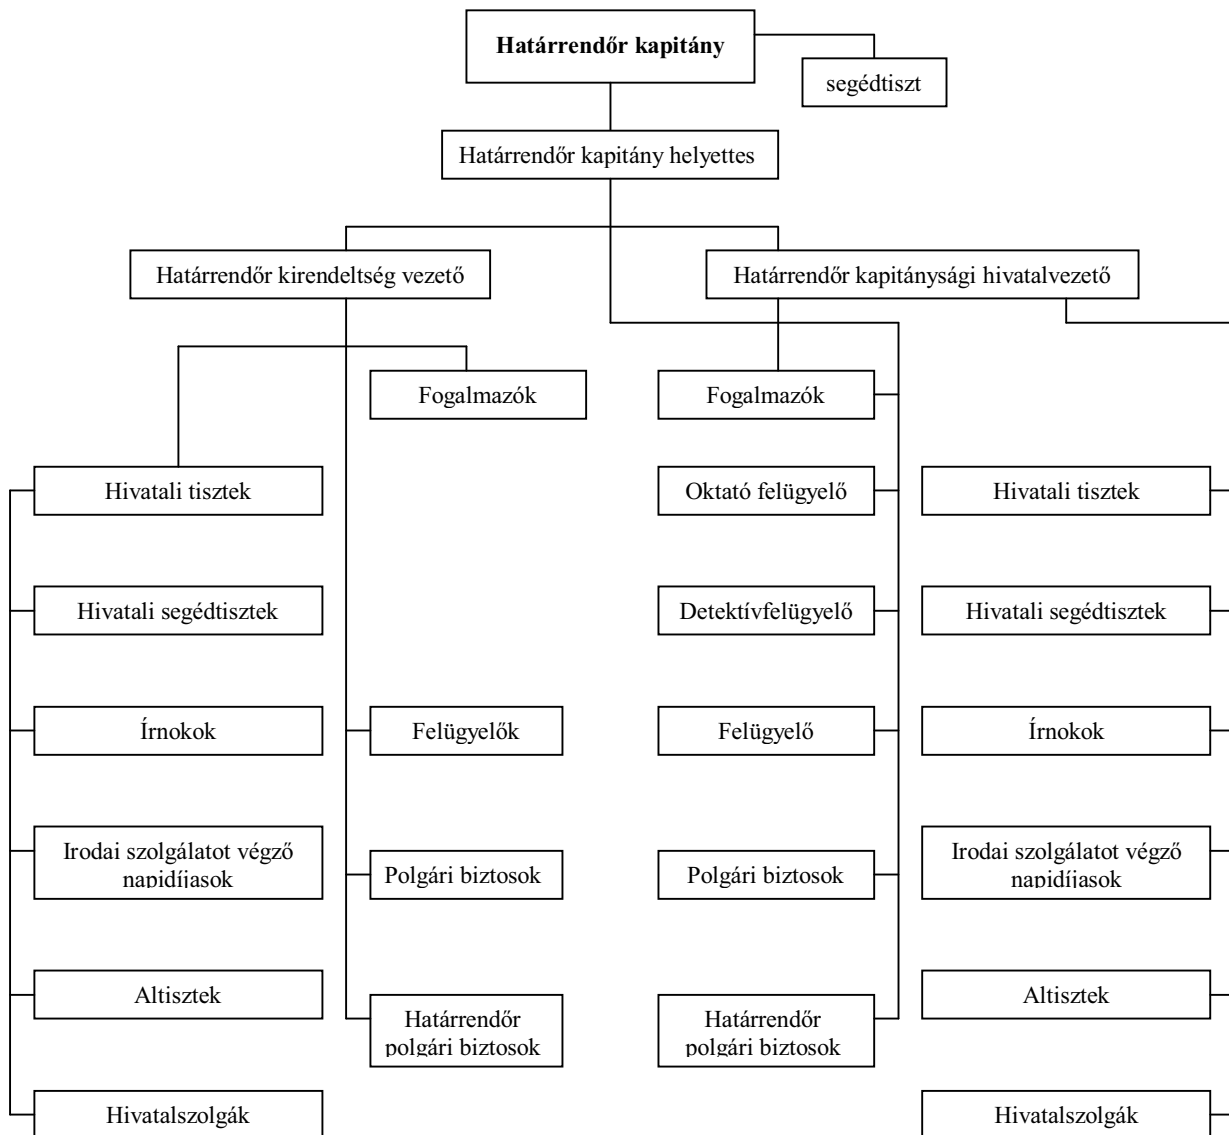 Határrendőr kapitány
segédtiszt
Határrendőr kapitány helyettes
Határrendőr kirendeltség vezető
Határrendőr kapitánysági hivatalvezető
Fogalmazók
Fogalmazók
Hivatali tisztek
Oktató felügyelő
Hivatali tisztek
Hivatali segédtisztek
Detektívfelügyelő
Hivatali segédtisztek
Írnokok
Felügyelők
Felügyelő
Írnokok
Irodai szolgálatot végző
napidíjasok
Polgári biztosok
Polgári biztosok
Irodai szolgálatot végző
napidíjasok
Altisztek
Határrendőr
polgári biztosok
Határrendőr
polgári biztosok
Altisztek
Hivatalszolgák
Hivatalszolgák